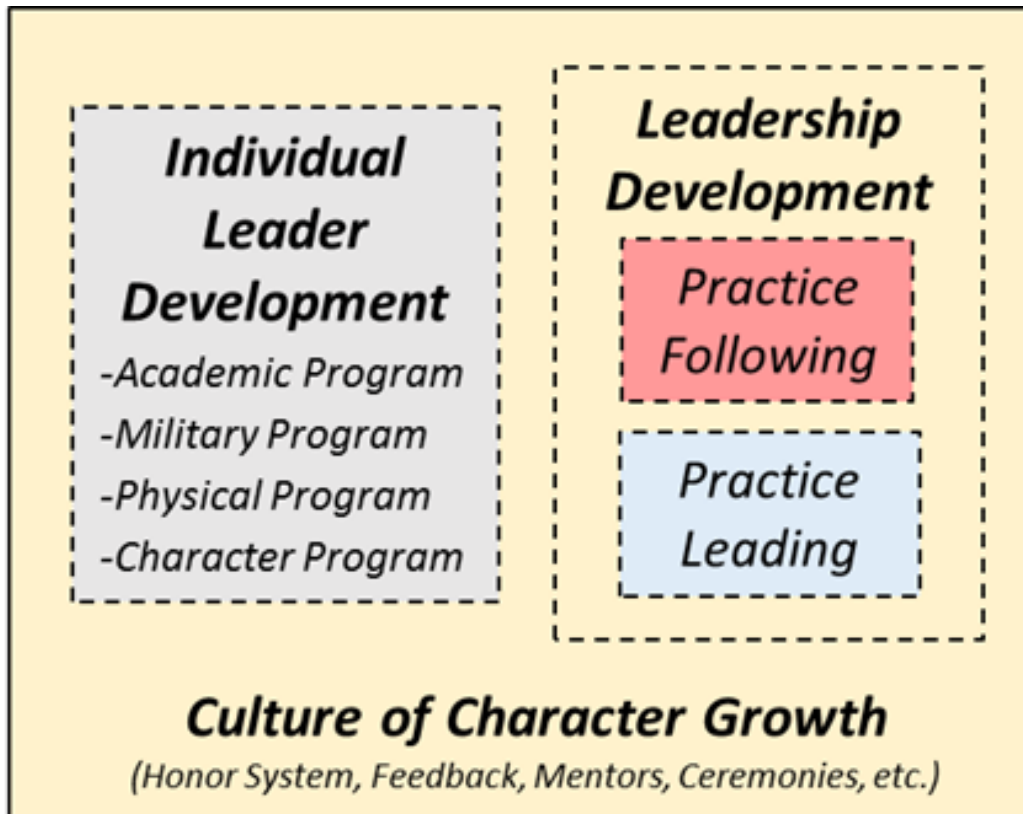 Individual
Leader
Development
-Academic Program
-Military Program
-Physical Program
-Character Program
Leadership
Development
Practice
Following
Practice
Leading
Culture of Character Growth
(Honor System, Feedback, Mentors, Ceremonies, etc.)